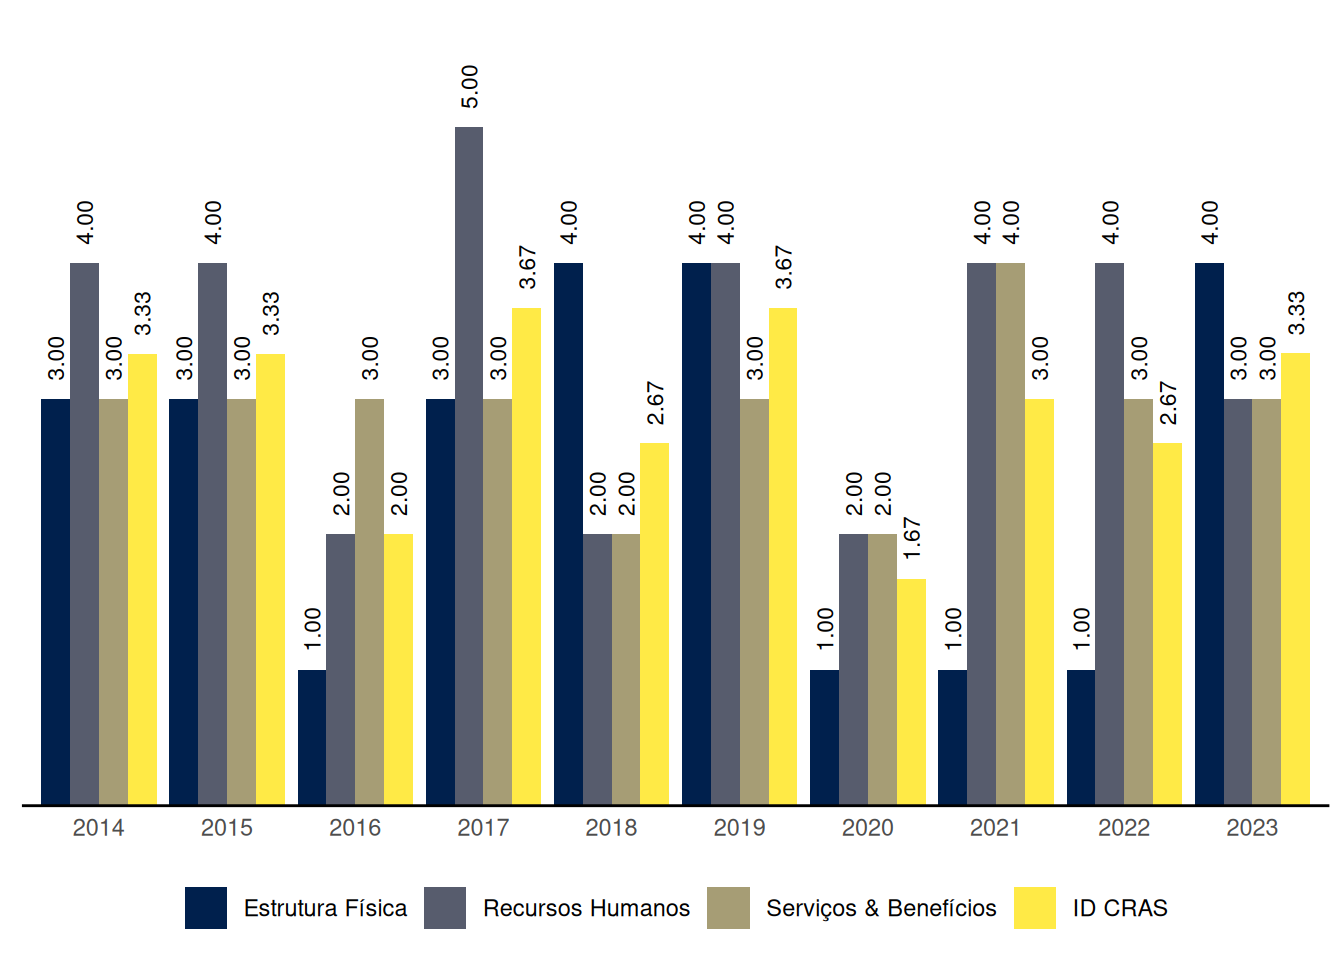 3.00 4.00 3.00 3.33 3.00 4.00 3.00 3.33 1.00 2.00 3.00 2.00 3.00 5.00 3.00 3.67 4.00 2.00 2.00 2.67 4.00 4.00 3.00 3.67 1.00 2.00 2.00 1.67 1.00 4.00 4.00 3.00 1.00 4.00 3.00 2.67 4.00 3.00 3.00 3.33
2014 2015 2016 2017 2018 2019 2020 2021 2022 2023
Estrutura Física Recursos Humanos Serviços & Benefícios ID CRAS